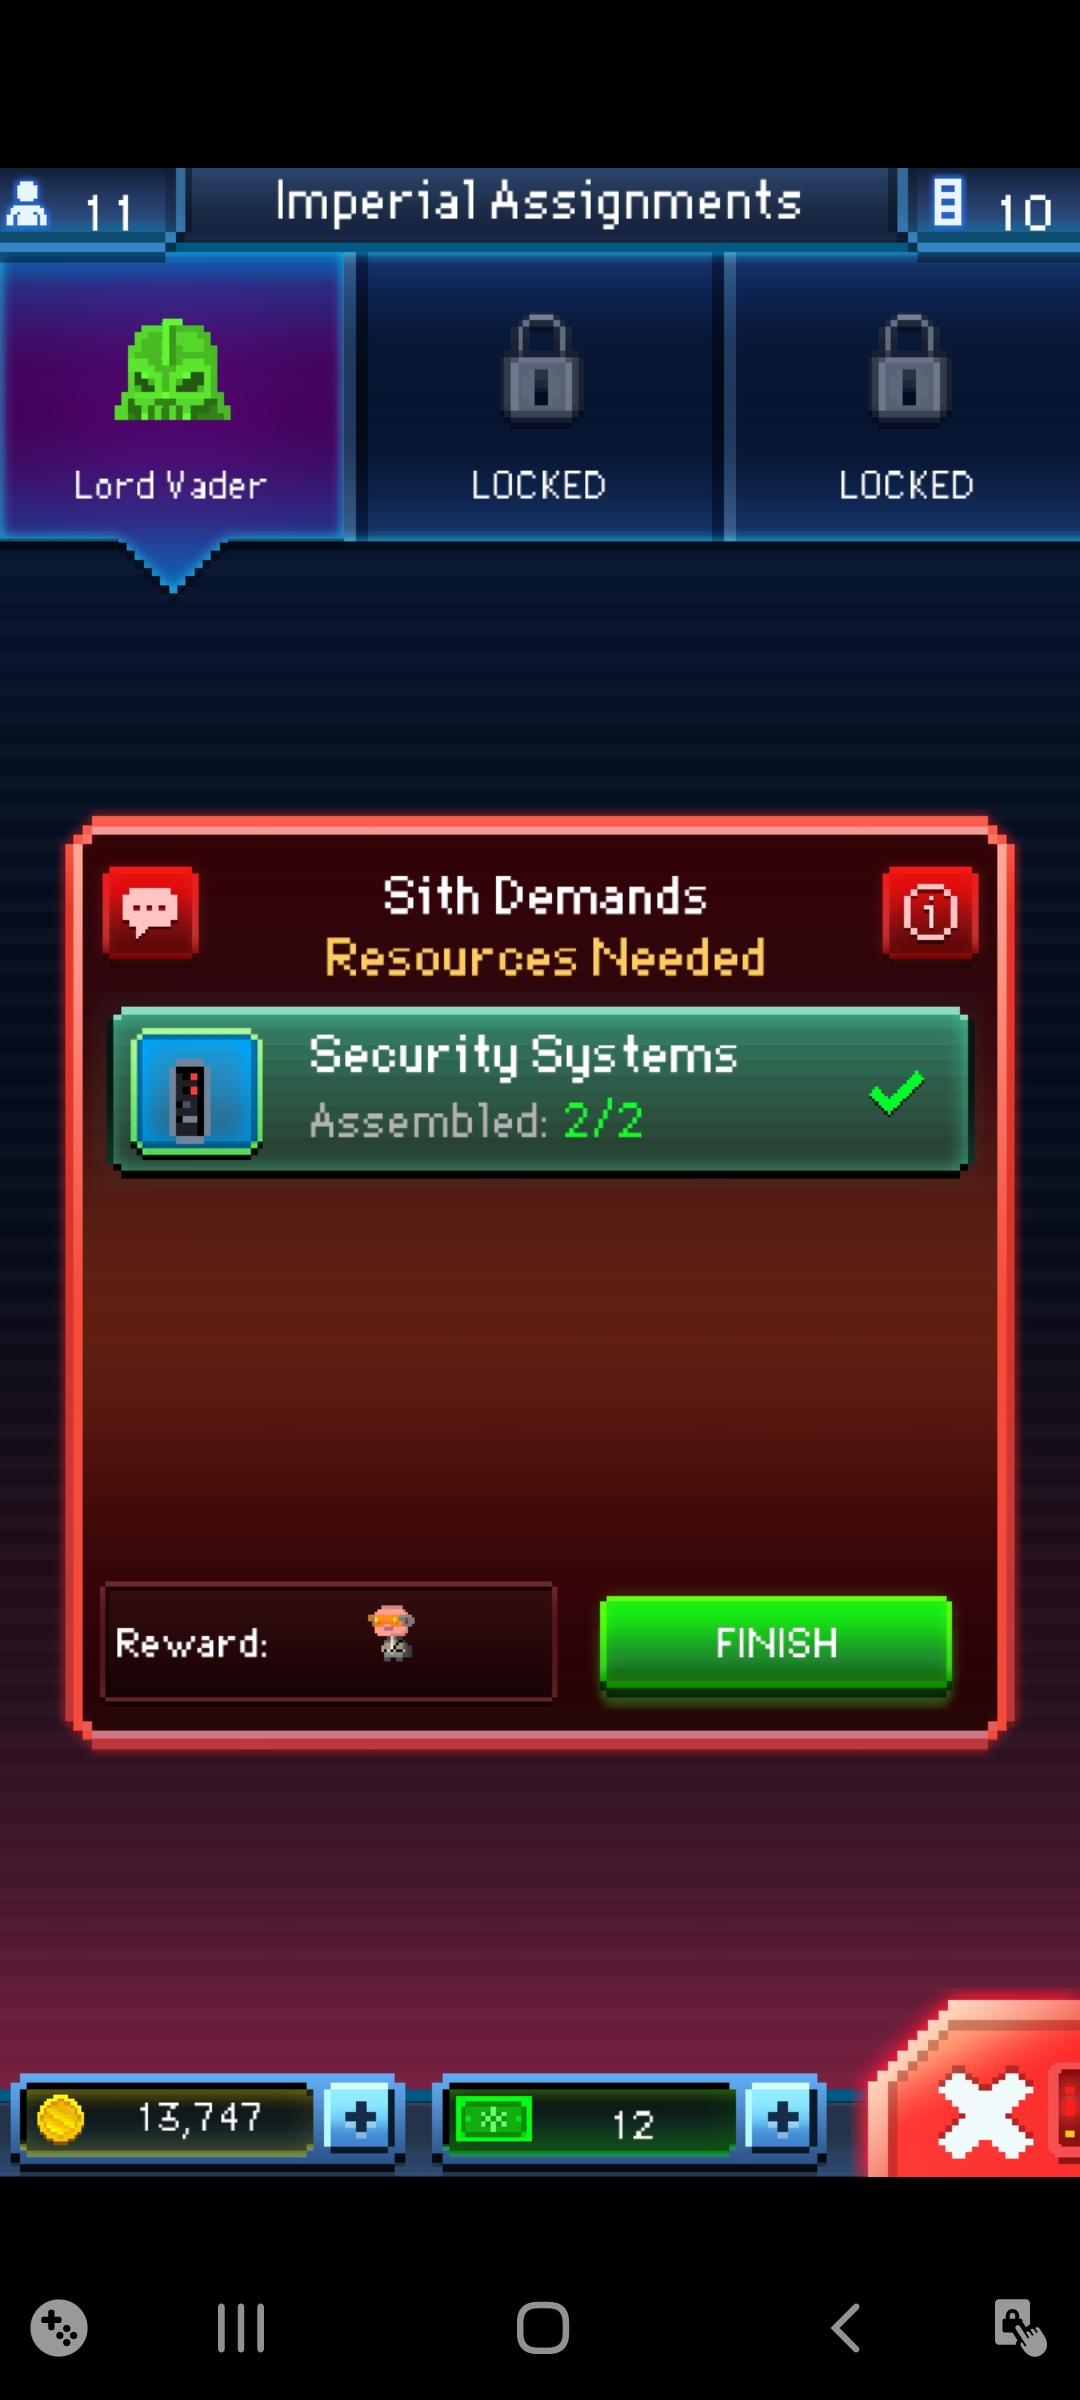 11
Imperial Assignments
10
Lord Vader
LOCKED
LOCKED
Sith Demands
Resources Needed
Security Systems
Assembled: 2/2
Reward:
FINISH
13,747
12